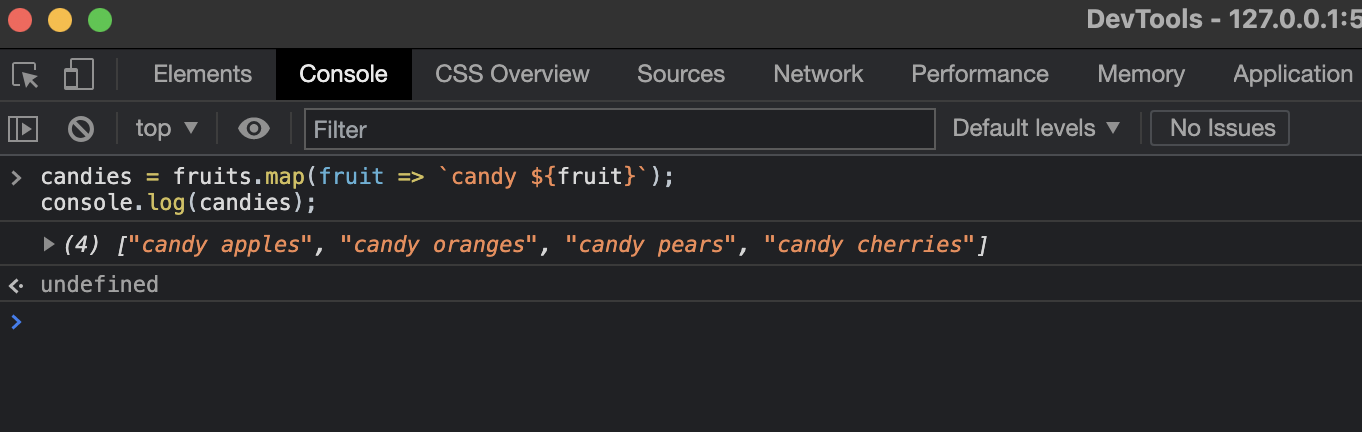 DevTools - 127.0.0.1:5
Elements Console CSS Overview Sources Network Performance Memory Application
top Filter Default levels No Issues
candies = fruits.map(fruit => `candy ${fruit}`);
console.log(candies);
(4) ["candy apples", "candy oranges", "candy pears", "candy cherries"]
undefined